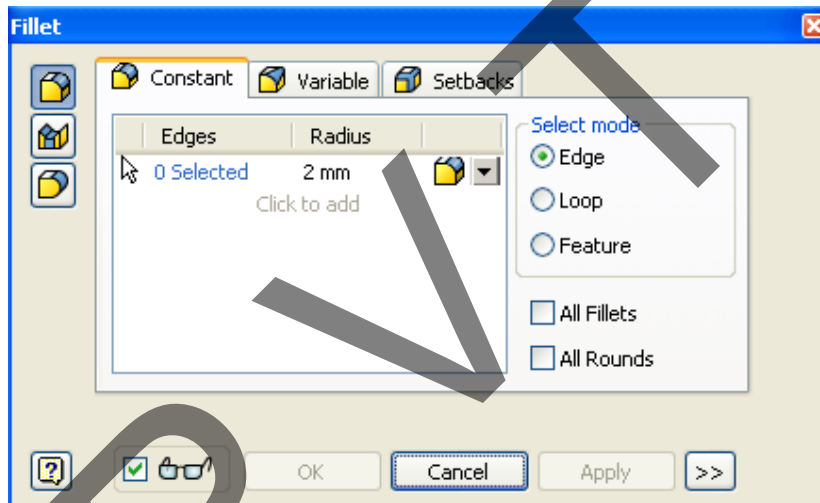 Fillet
Constant Variable Setbacks
Edges Radius
0 Selected 2 mm
Click to add
Select mode
Edge
Loop
Feature
All Fillets
All Rounds
OK Cancel Apply >>